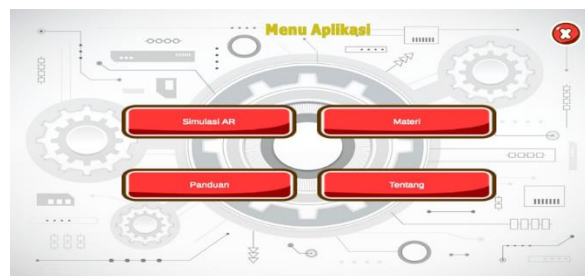 Menu Aplikasi
Simulasi AR
Materi
Panduan
Tentang